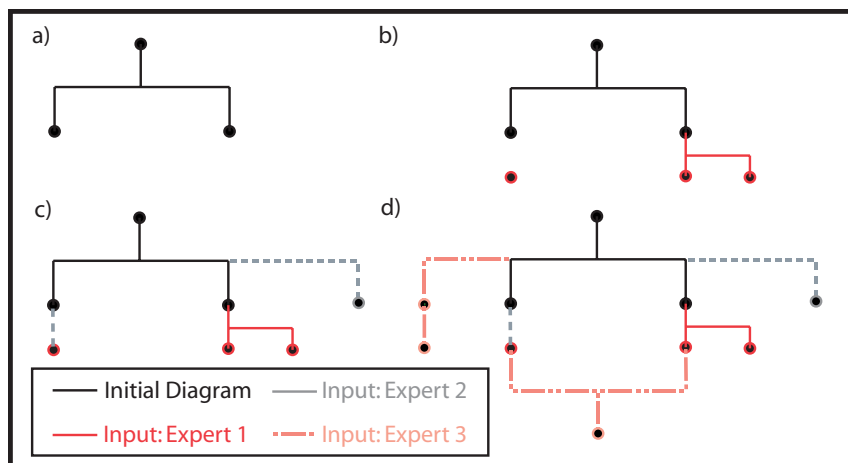 a)
b)
c)
d)
Initial Diagram
Input: Expert 2
Input: Expert 1
Input: Expert 3